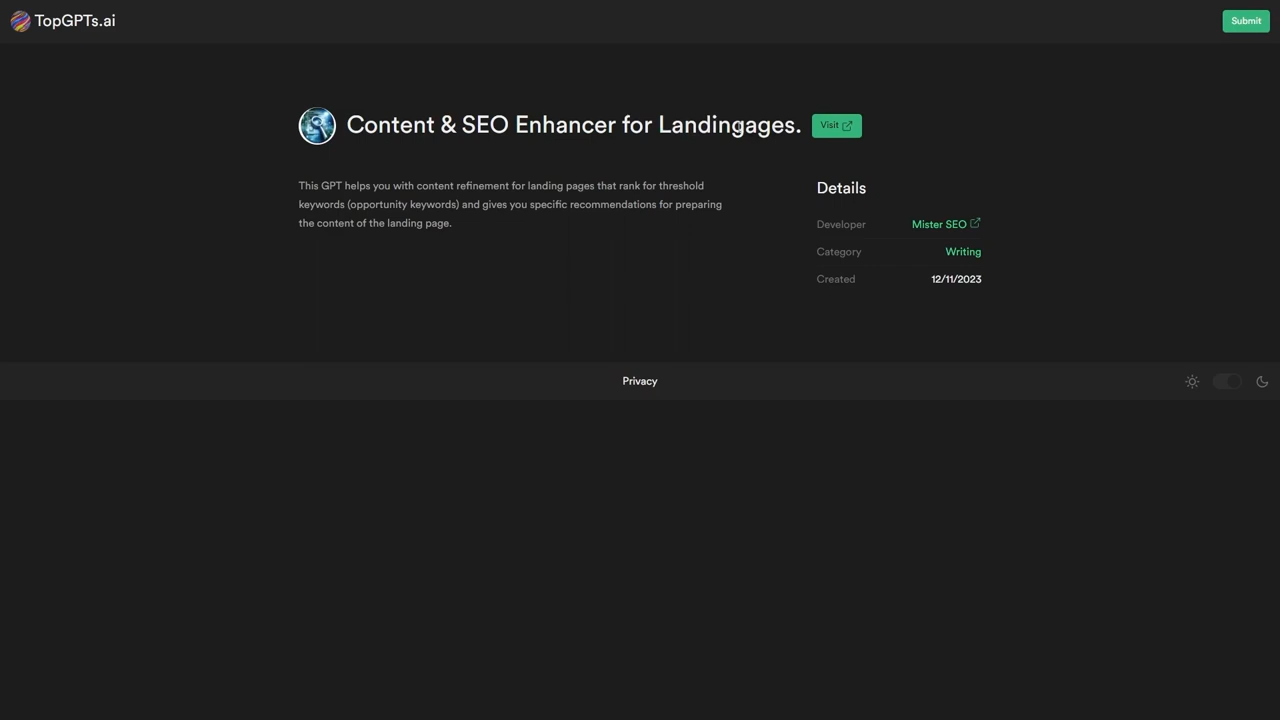 TopGPTs.ai
Submit
Content & SEO Enhancer for Landingages.
Visit
This GPT helps you with content refinement for landing pages that rank for threshold
keywords (opportunity keywords) and gives you specific recommendations for preparing
the content of the landing page.
Details
Developer Mister SEO
Category Writing
Created 12/11/2023
Privacy